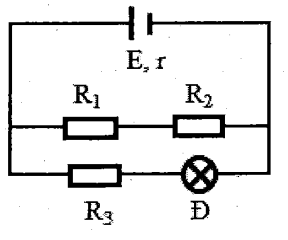 E, r
R₁ R₂
R₃ Đ